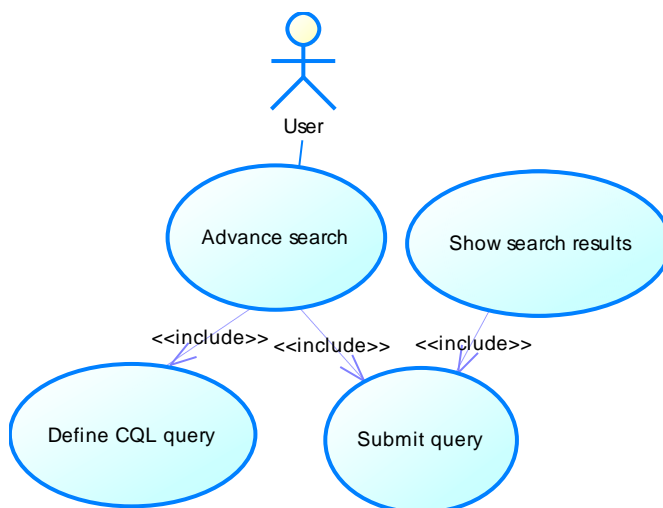 User
Advance search
Show search results
<<include>>
<<include>>
<<include>>
Define CQL query
Submit query